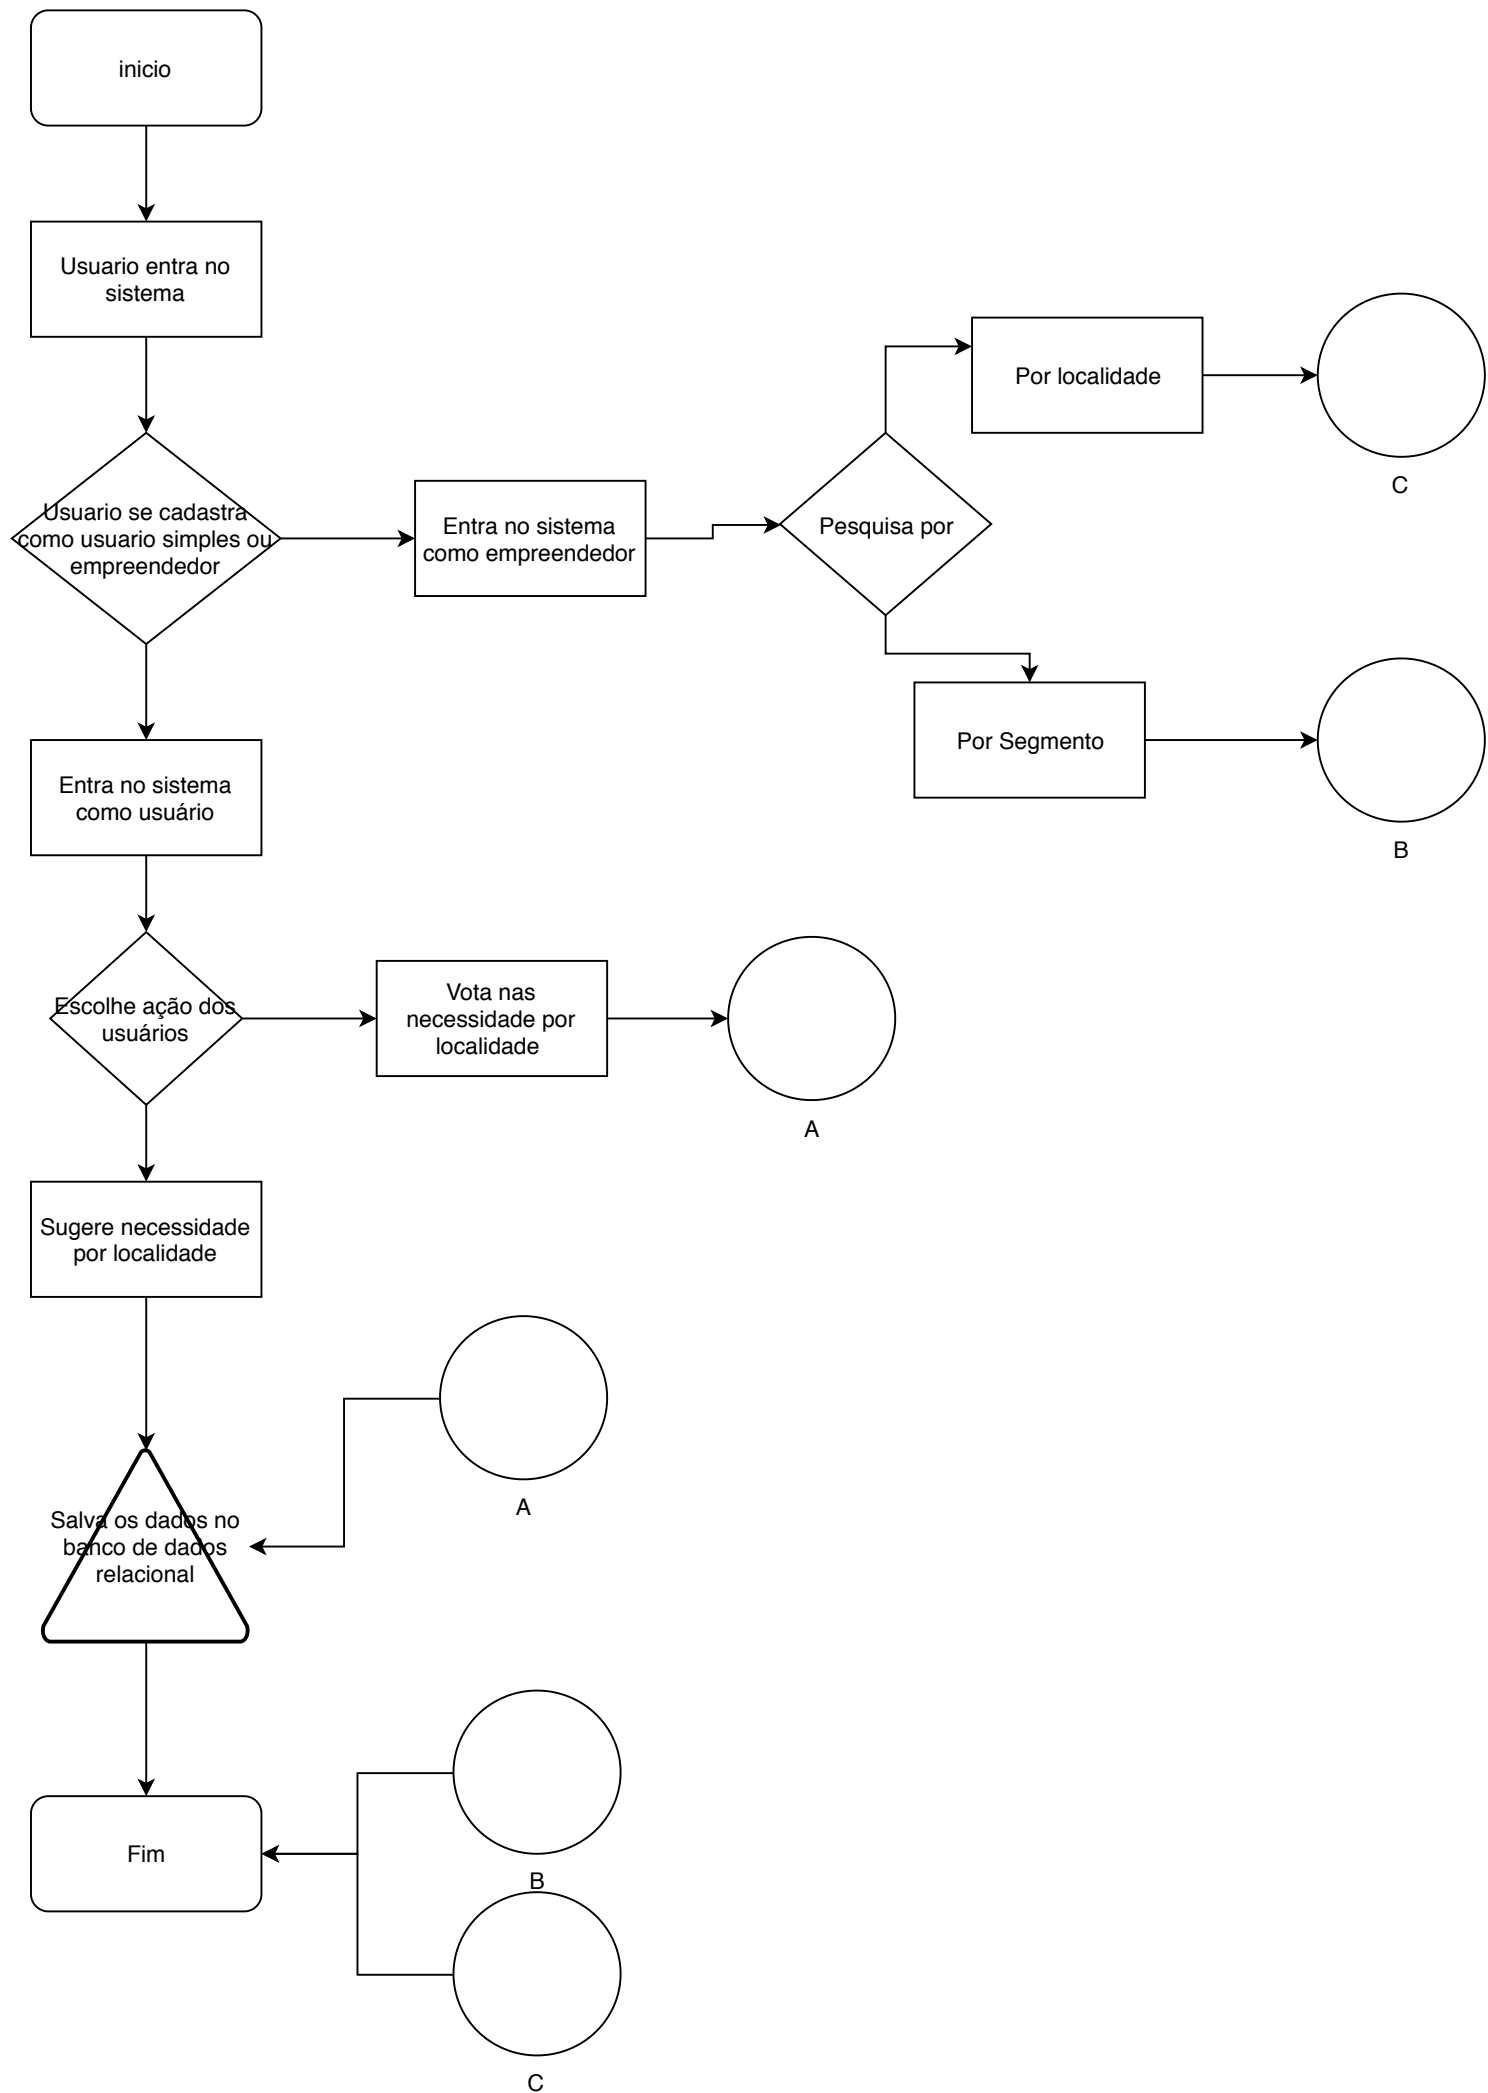 inicio
Usuario entra no
sistema
Por localidade
C
Usuario se cadastra
como usuario simples ou
empreendedor
Entra no sistema
como empreendedor
Pesquisa por
Por Segmento
B
Entra no sistema
como usuário
Escolhe ação dos
usuários
Vota nas
necessidade por
localidade
A
Sugere necessidade
por localidade
A
Salva os dados no
banco de dados
relacional
Fim
B
C